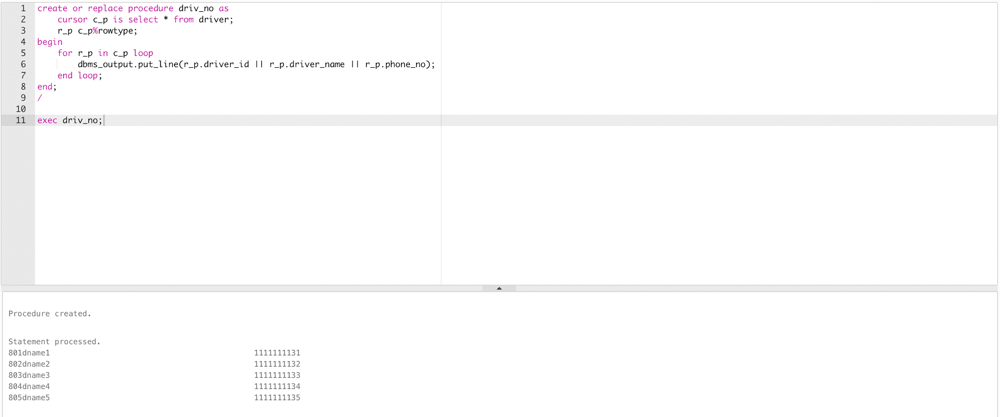 1 create or replace procedure driv_no as
2 cursor c_p is select * from driver;
3 r_p c_p%rowtype;
4 begin
5 for r_p in c_p loop
6 dbms_output.put_line(r_p.driver_id || r_p.driver_name || r_p.phone_no);
7 end loop;
8 end;
9 /
10
11 exec driv_no;
Procedure created.
Statement processed.
801dname1 1111111131
802dname2 1111111132
803dname3 1111111133
804dname4 1111111134
805dname5 1111111135